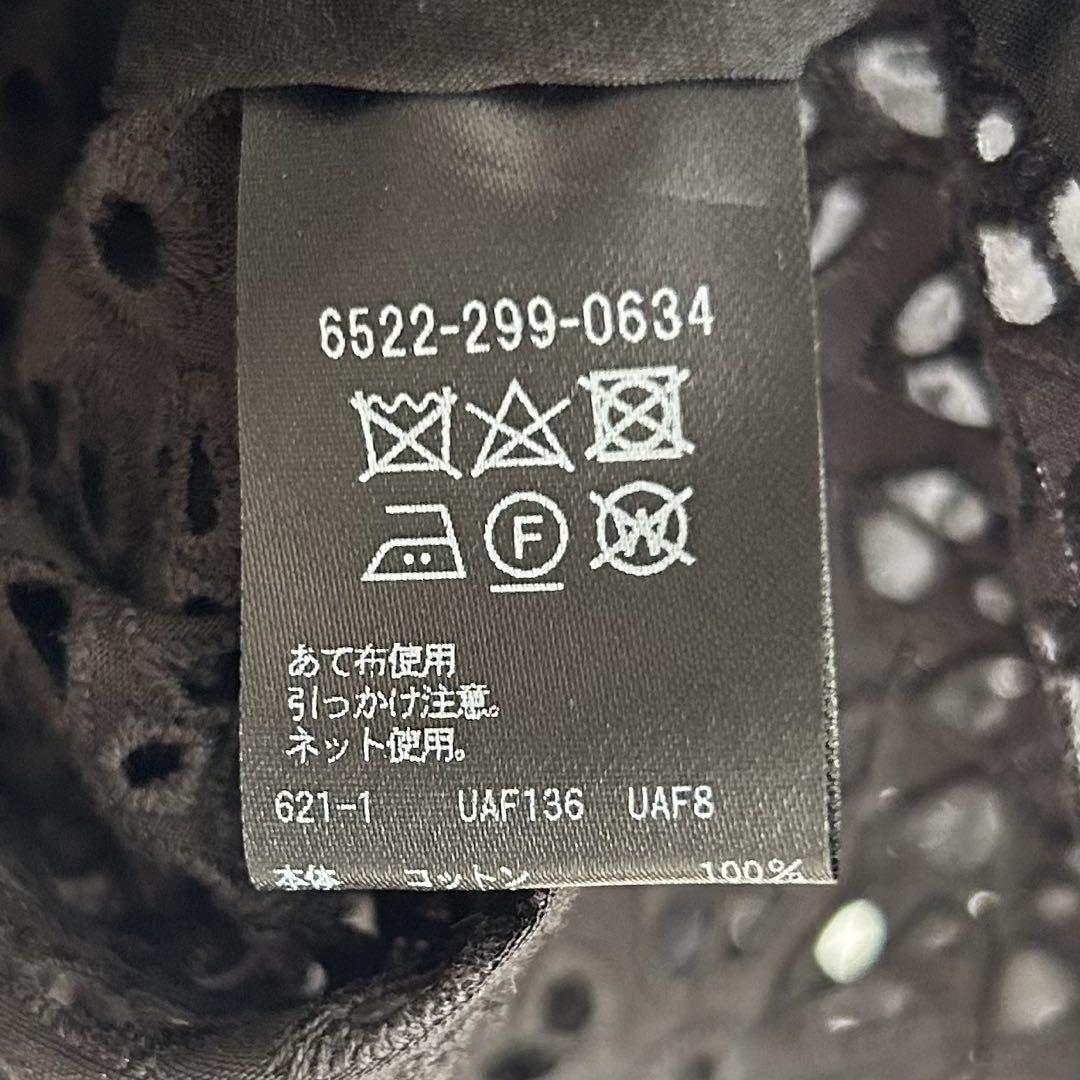 6522-299-0634
F
W
あて布使用
引っかけ注意。
ネット使用。
621-1 UAF136 UAF8
本体 コットン 100%